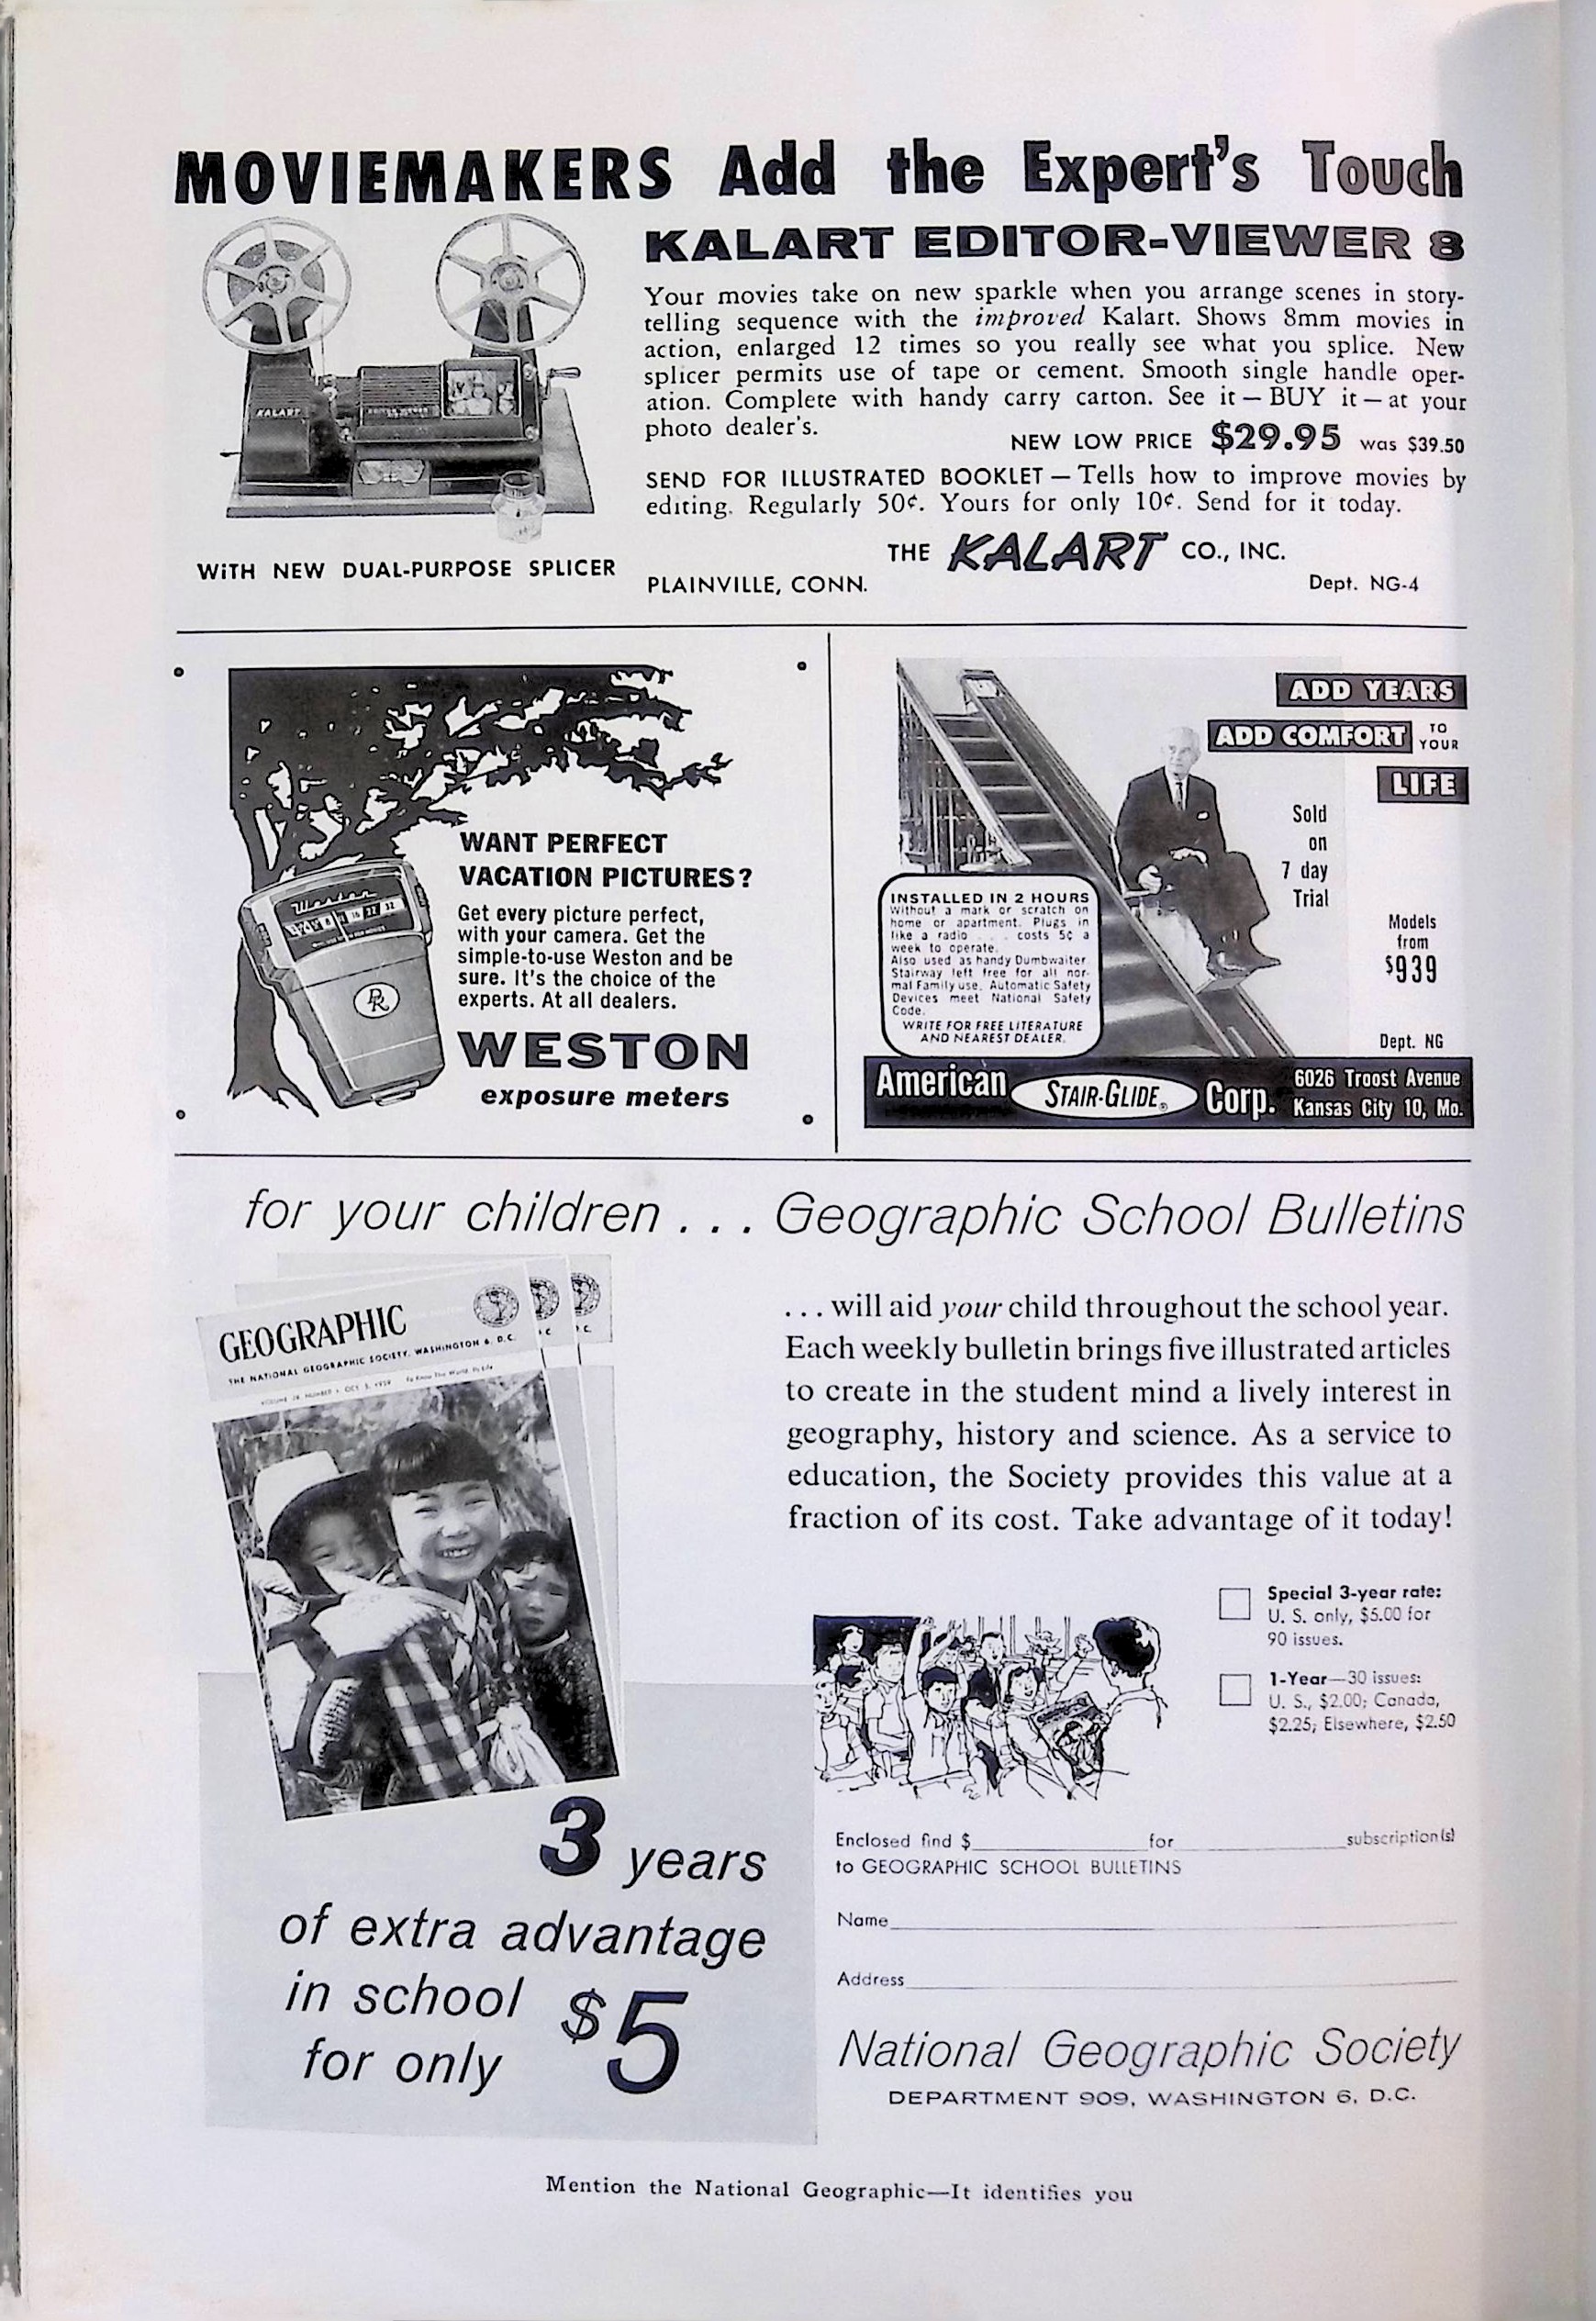 MOVIEMAKERS Add the Expert's Touch
KALART EDITOR-VIEWER 8
Your movies take on new sparkle when you arrange scenes in story-
telling sequence with the improved Kalart. Shows 8mm movies in
action, enlarged 12 times so you really see what you splice. New
splicer permits use of tape or cement. Smooth single handle oper-
ation. Complete with handy carry carton. See it — BUY it — at your
photo dealer's.
NEW LOW PRICE $29.95 was $39.50
SEND FOR ILLUSTRATED BOOKLET — Tells how to improve movies by
editing. Regularly 50¢. Yours for only 10¢. Send for it today.
KALART
WITH NEW DUAL-PURPOSE SPLICER
THE KALART CO., INC.
PLAINVILLE, CONN.
Dept. NG-4
WANT PERFECT
VACATION PICTURES?
Get every picture perfect,
with your camera. Get the
simple-to-use Weston and be
sure. It's the choice of the
experts. At all dealers.
WESTON
exposure meters
Weston
8 16 22 32
DR
ADD YEARS
ADD COMFORT TO YOUR
LIFE
Sold
on
7 day
Trial
Models
from
$939
Dept. NG
INSTALLED IN 2 HOURS
Without a mark or scratch on
home or apartment. Plugs in
like a radio . . . costs 5¢ a
week to operate.
Also used as handy Dumbwaiter.
Stairway left free for all nor-
mal Family use. Automatic Safety
Devices meet National Safety
Code.
WRITE FOR FREE LITERATURE
AND NEAREST DEALER.
American STAIR-GLIDE® Corp.
6026 Troost Avenue
Kansas City 10, Mo.
for your children . . . Geographic School Bulletins
GEOGRAPHIC
THE NATIONAL GEOGRAPHIC SOCIETY, WASHINGTON 6, D.C.
OCT. 5, 1959 To Know The World, Its Life
. . . will aid your child throughout the school year.
Each weekly bulletin brings five illustrated articles
to create in the student mind a lively interest in
geography, history and science. As a service to
education, the Society provides this value at a
fraction of its cost. Take advantage of it today!
Special 3-year rate:
U. S. only, $5.00 for
90 issues.
1-Year—30 issues:
U. S., $2.00; Canada,
$2.25; Elsewhere, $2.50
3 years
of extra advantage
in school
for only $5
Enclosed find $ for subscription(s)
to GEOGRAPHIC SCHOOL BULLETINS
Name
Address
National Geographic Society
DEPARTMENT 909, WASHINGTON 6, D.C.
Mention the National Geographic—It identifies you